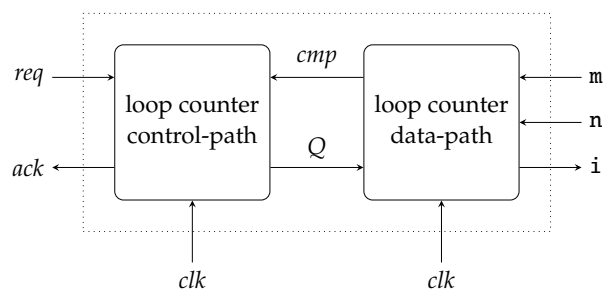 req
cmp
m
loop counter
control-path
loop counter
data-path
n
ack
Q
i
clk
clk